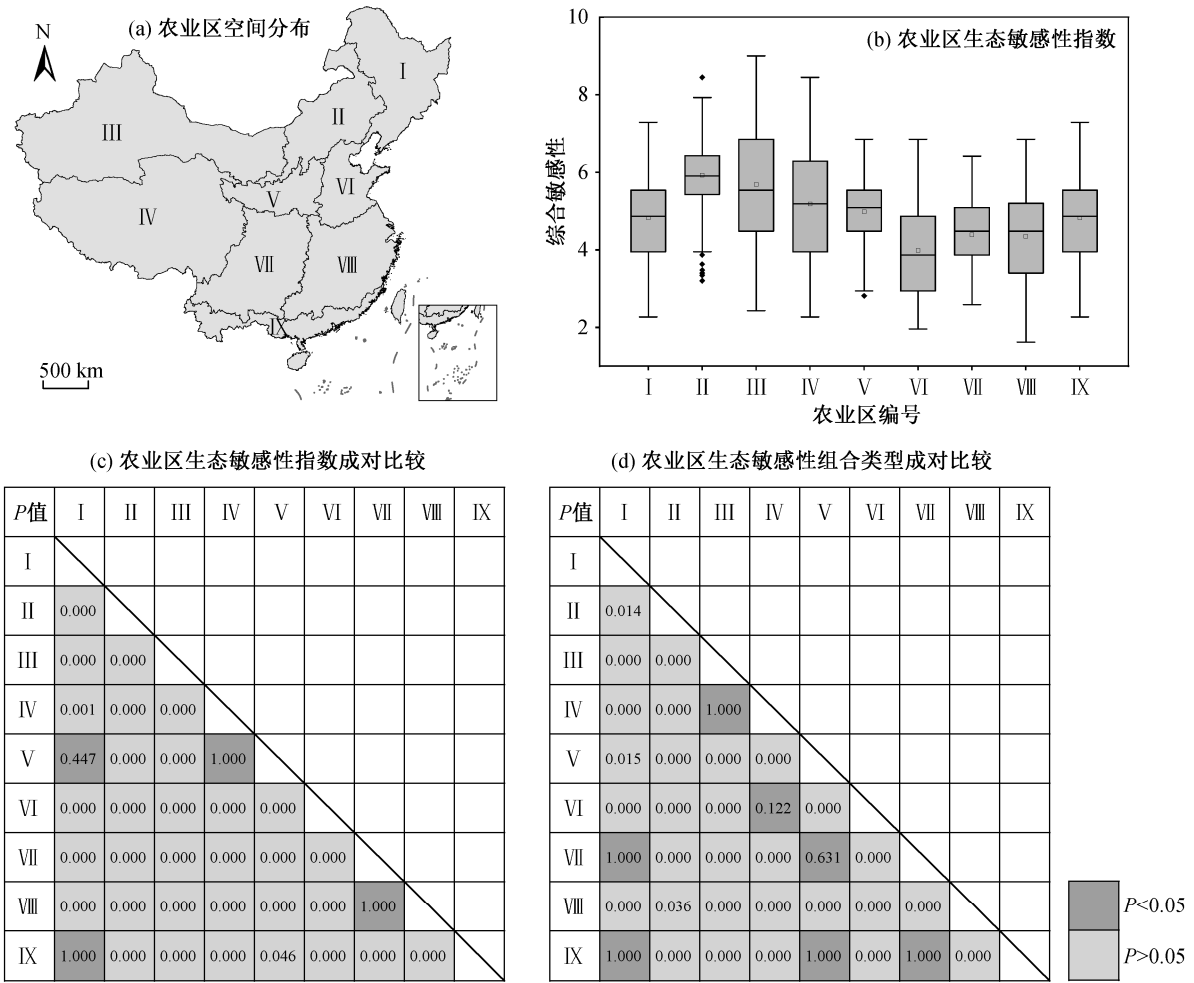 (a) 农业区空间分布
N
I
II
III
IV
V
VI
VII
VIII
IX
500 km
(b) 农业区生态敏感性指数
综合敏感性
10
8
6
4
2
I II III IV V VI VII VIII IX
农业区编号
(c) 农业区生态敏感性指数成对比较
P值 I II III IV V VI VII VIII IX
I
II 0.000
III 0.000 0.000
IV 0.001 0.000 0.000
V 0.447 0.000 0.000 1.000
VI 0.000 0.000 0.000 0.000 0.000
VII 0.000 0.000 0.000 0.000 0.000 0.000
VIII 0.000 0.000 0.000 0.000 0.000 0.000 1.000
IX 1.000 0.000 0.000 0.000 0.046 0.000 0.000 0.000
(d) 农业区生态敏感性组合类型成对比较
P值 I II III IV V VI VII VIII IX
I
II 0.014
III 0.000 0.000
IV 0.000 0.000 1.000
V 0.015 0.000 0.000 0.000
VI 0.000 0.000 0.000 0.122 0.000
VII 1.000 0.000 0.000 0.000 0.631 0.000
VIII 0.000 0.036 0.000 0.000 0.000 0.000 0.000
IX 1.000 0.000 0.000 0.000 1.000 0.000 1.000 0.000
P<0.05
P>0.05